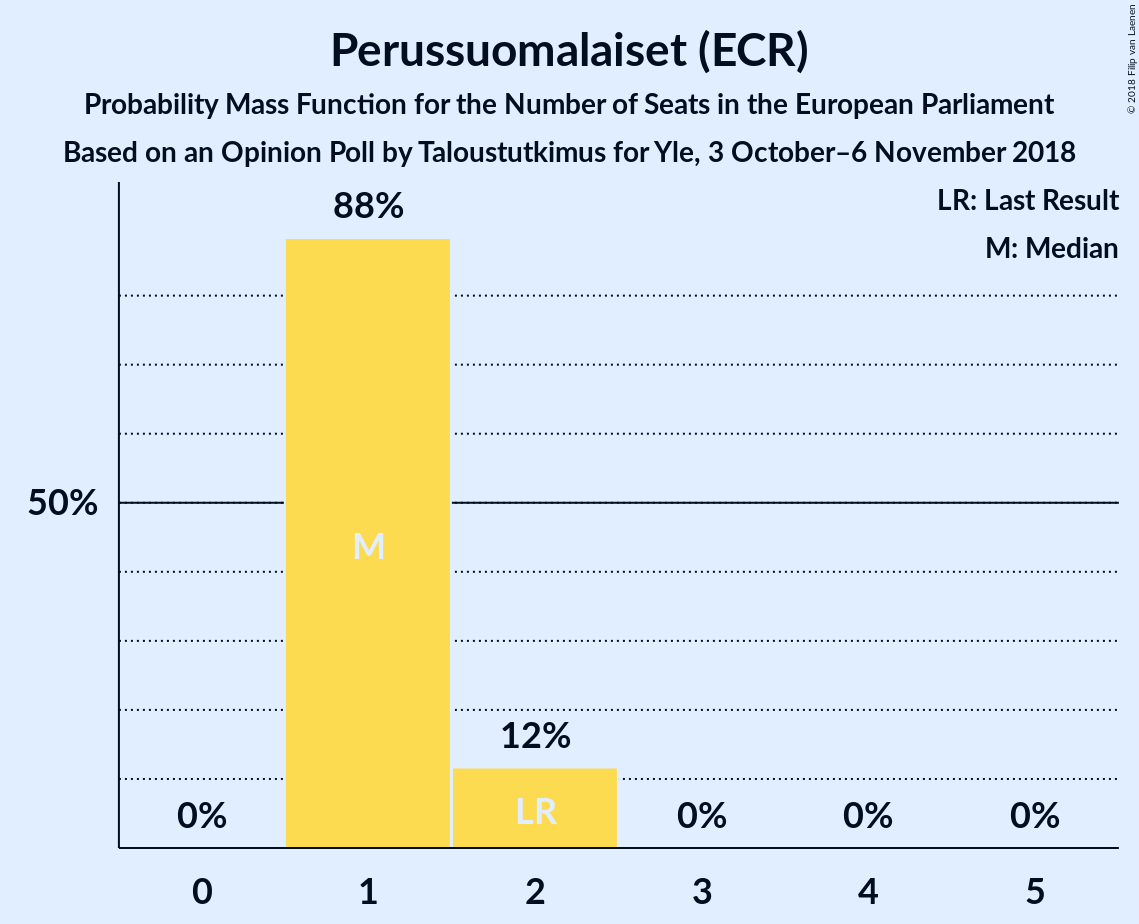 Perussuomalaiset (ECR)
Probability Mass Function for the Number of Seats in the European Parliament
Based on an Opinion Poll by Taloustutkimus for Yle, 3 October–6 November 2018
© 2018 Filip van Laenen
LR: Last Result
M: Median
88%
50%
M
12%
LR
0%
0%
0%
0%
0
1
2
3
4
5